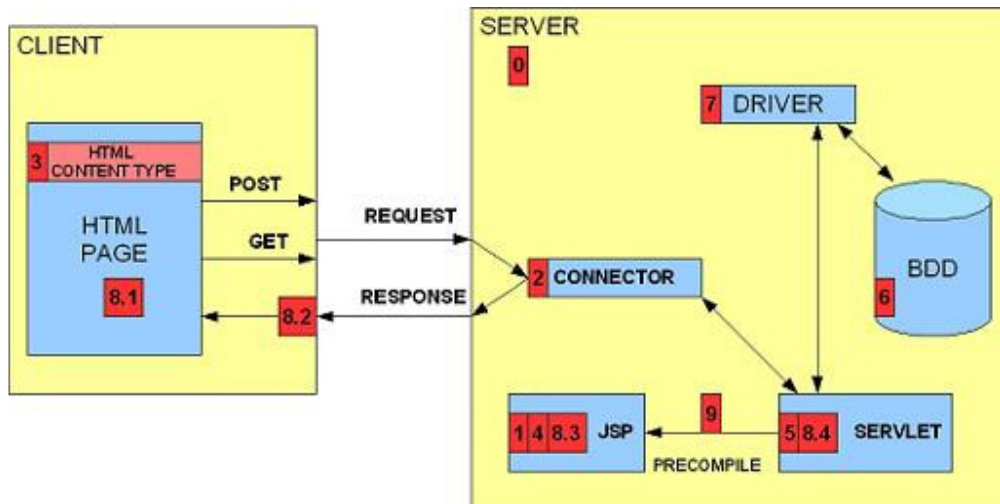 CLIENT
3
HTML
CONTENT TYPE
HTML
PAGE
8.1
POST
GET
8.2
REQUEST
RESPONSE
SERVER
0
7 DRIVER
BDD
6
2 CONNECTOR
1 4 8.3 JSP
9
PRECOMPILE
5 8.4 SERVLET